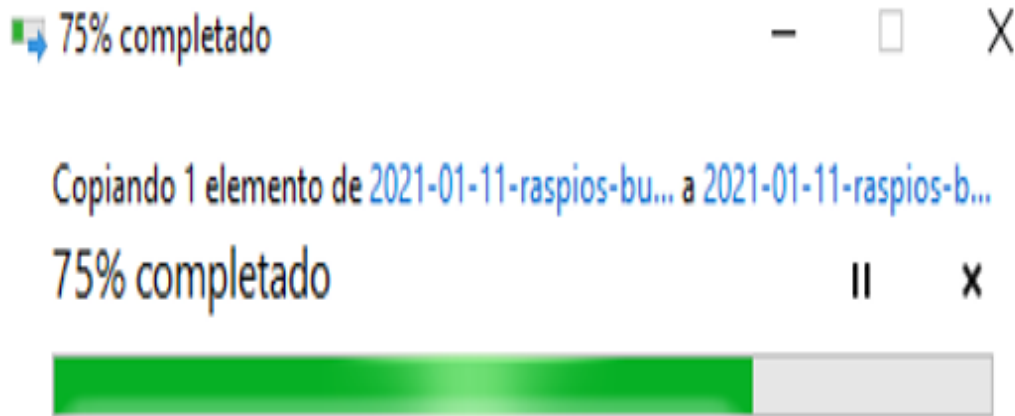 75% completado
Copiando 1 elemento de 2021-01-11-raspios-bu... a 2021-01-11-raspios-b...
75% completado